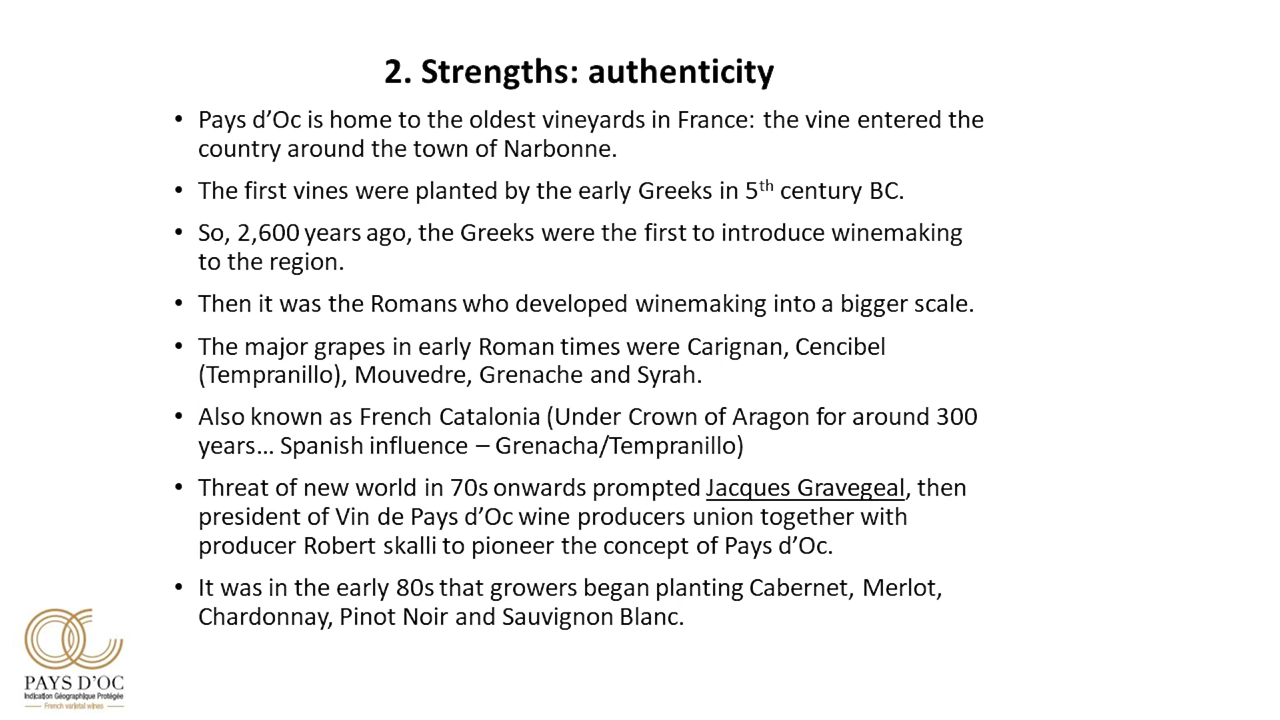 2. Strengths: authenticity
• Pays d’Oc is home to the oldest vineyards in France: the vine entered the
country around the town of Narbonne.
• The first vines were planted by the early Greeks in 5th century BC.
• So, 2,600 years ago, the Greeks were the first to introduce winemaking
to the region.
• Then it was the Romans who developed winemaking into a bigger scale.
• The major grapes in early Roman times were Carignan, Cencibel
(Tempranillo), Mouvedre, Grenache and Syrah.
• Also known as French Catalonia (Under Crown of Aragon for around 300
years… Spanish influence – Grenacha/Tempranillo)
• Threat of new world in 70s onwards prompted Jacques Gravegeal, then
president of Vin de Pays d’Oc wine producers union together with
producer Robert skalli to pioneer the concept of Pays d’Oc.
• It was in the early 80s that growers began planting Cabernet, Merlot,
Chardonnay, Pinot Noir and Sauvignon Blanc.
PAYS D’OC
Indication Géographique Protégée
French varietal wines